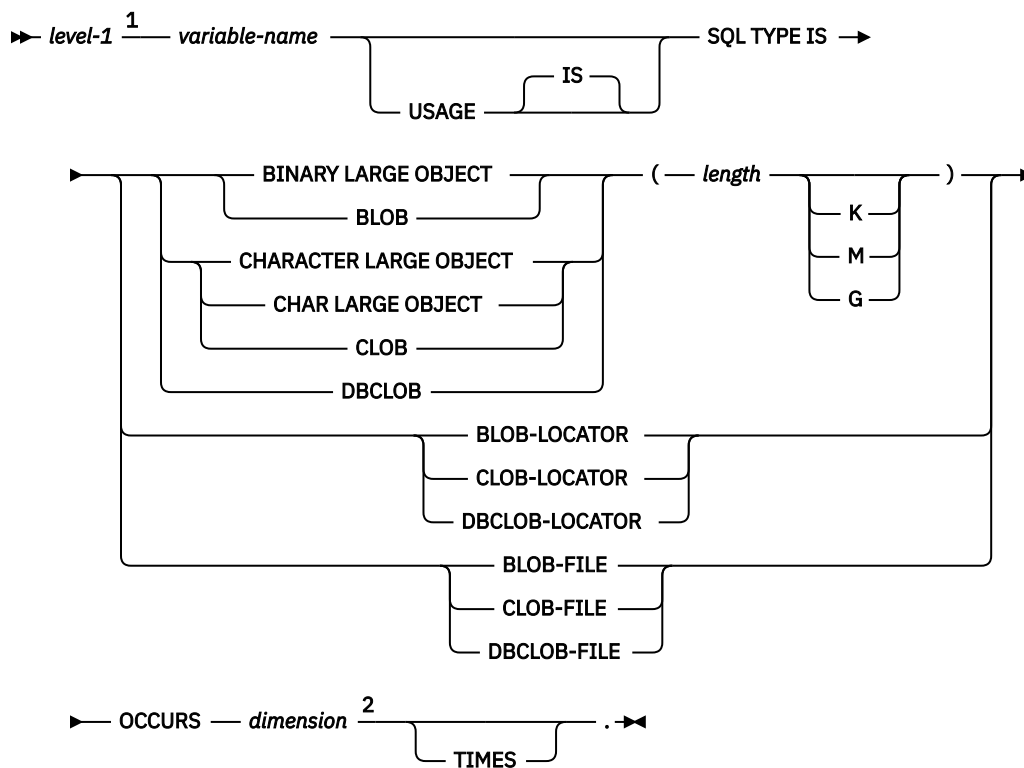 level-1 1 variable-name SQL TYPE IS
IS
USAGE
BINARY LARGE OBJECT ( length )
BLOB K
CHARACTER LARGE OBJECT M
CHAR LARGE OBJECT G
CLOB
DBCLOB
BLOB-LOCATOR
CLOB-LOCATOR
DBCLOB-LOCATOR
BLOB-FILE
CLOB-FILE
DBCLOB-FILE
OCCURS dimension 2 .
TIMES